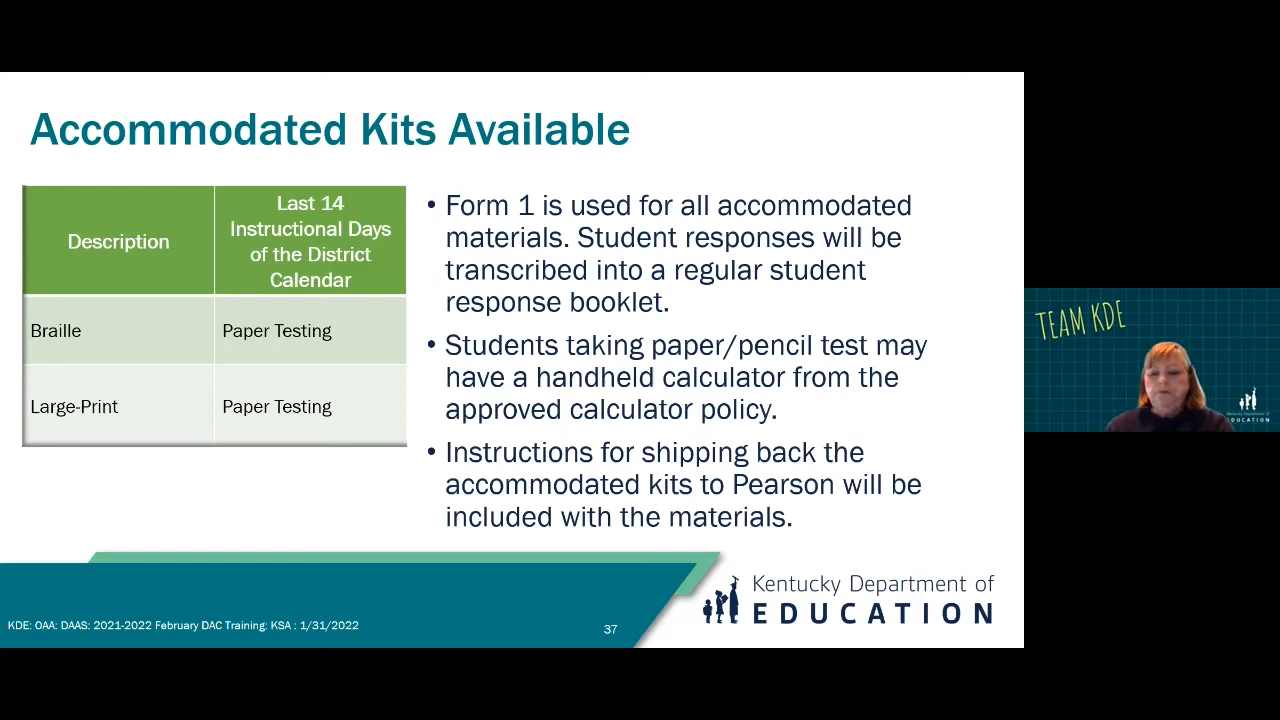 Accommodated Kits Available
Description
Last 14
Instructional Days
of the District
Calendar
Braille
Paper Testing
Large-Print
Paper Testing
• Form 1 is used for all accommodated
materials. Student responses will be
transcribed into a regular student
response booklet.
• Students taking paper/pencil test may
have a handheld calculator from the
approved calculator policy.
• Instructions for shipping back the
accommodated kits to Pearson will be
included with the materials.
KDE: OAA: DAAS: 2021-2022 February DAC Training: KSA : 1/31/2022
37
Kentucky Department of
EDUCATION
TEAM KDE
Kentucky Department of
EDUCATION